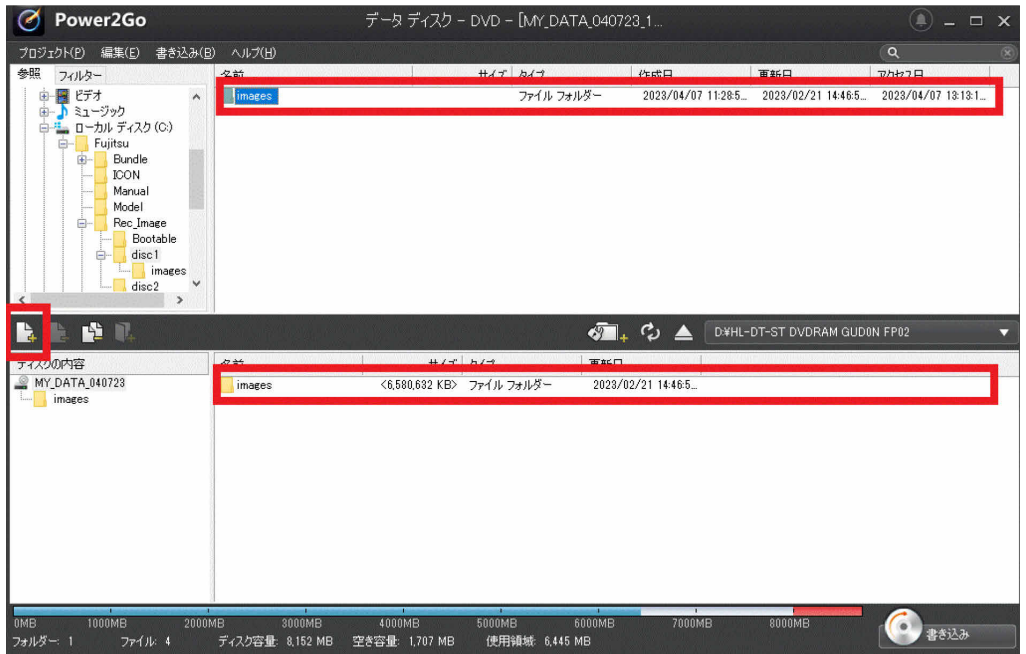 Power2Go
データ ディスク - DVD - [MY_DATA_040723_1...
プロジェクト(P) 編集(E) 書き込み(B) ヘルプ(H)
参照 フィルター
名前 サイズ タイプ 作成日 更新日 アクセス日
images ファイル フォルダー 2023/04/07 11:28:5... 2023/02/21 14:46:5... 2023/04/07 13:13:1...
ビデオ
ミュージック
ローカル ディスク (C:)
Fujitsu
Bundle
ICON
Manual
Model
Rec_Image
Bootable
disc1
images
disc2
D:¥HL-DT-ST DVDRAM GUD0N FP02
ディスクの内容
名前 サイズ タイプ 更新日
MY_DATA_040723
images
images <6,580,632 KB> ファイル フォルダー 2023/02/21 14:46:5...
0MB 1000MB 2000MB 3000MB 4000MB 5000MB 6000MB 7000MB 8000MB
フォルダー: 1 ファイル: 4 ディスク容量: 8,152 MB 空き容量: 1,707 MB 使用領域: 6,445 MB
書き込み